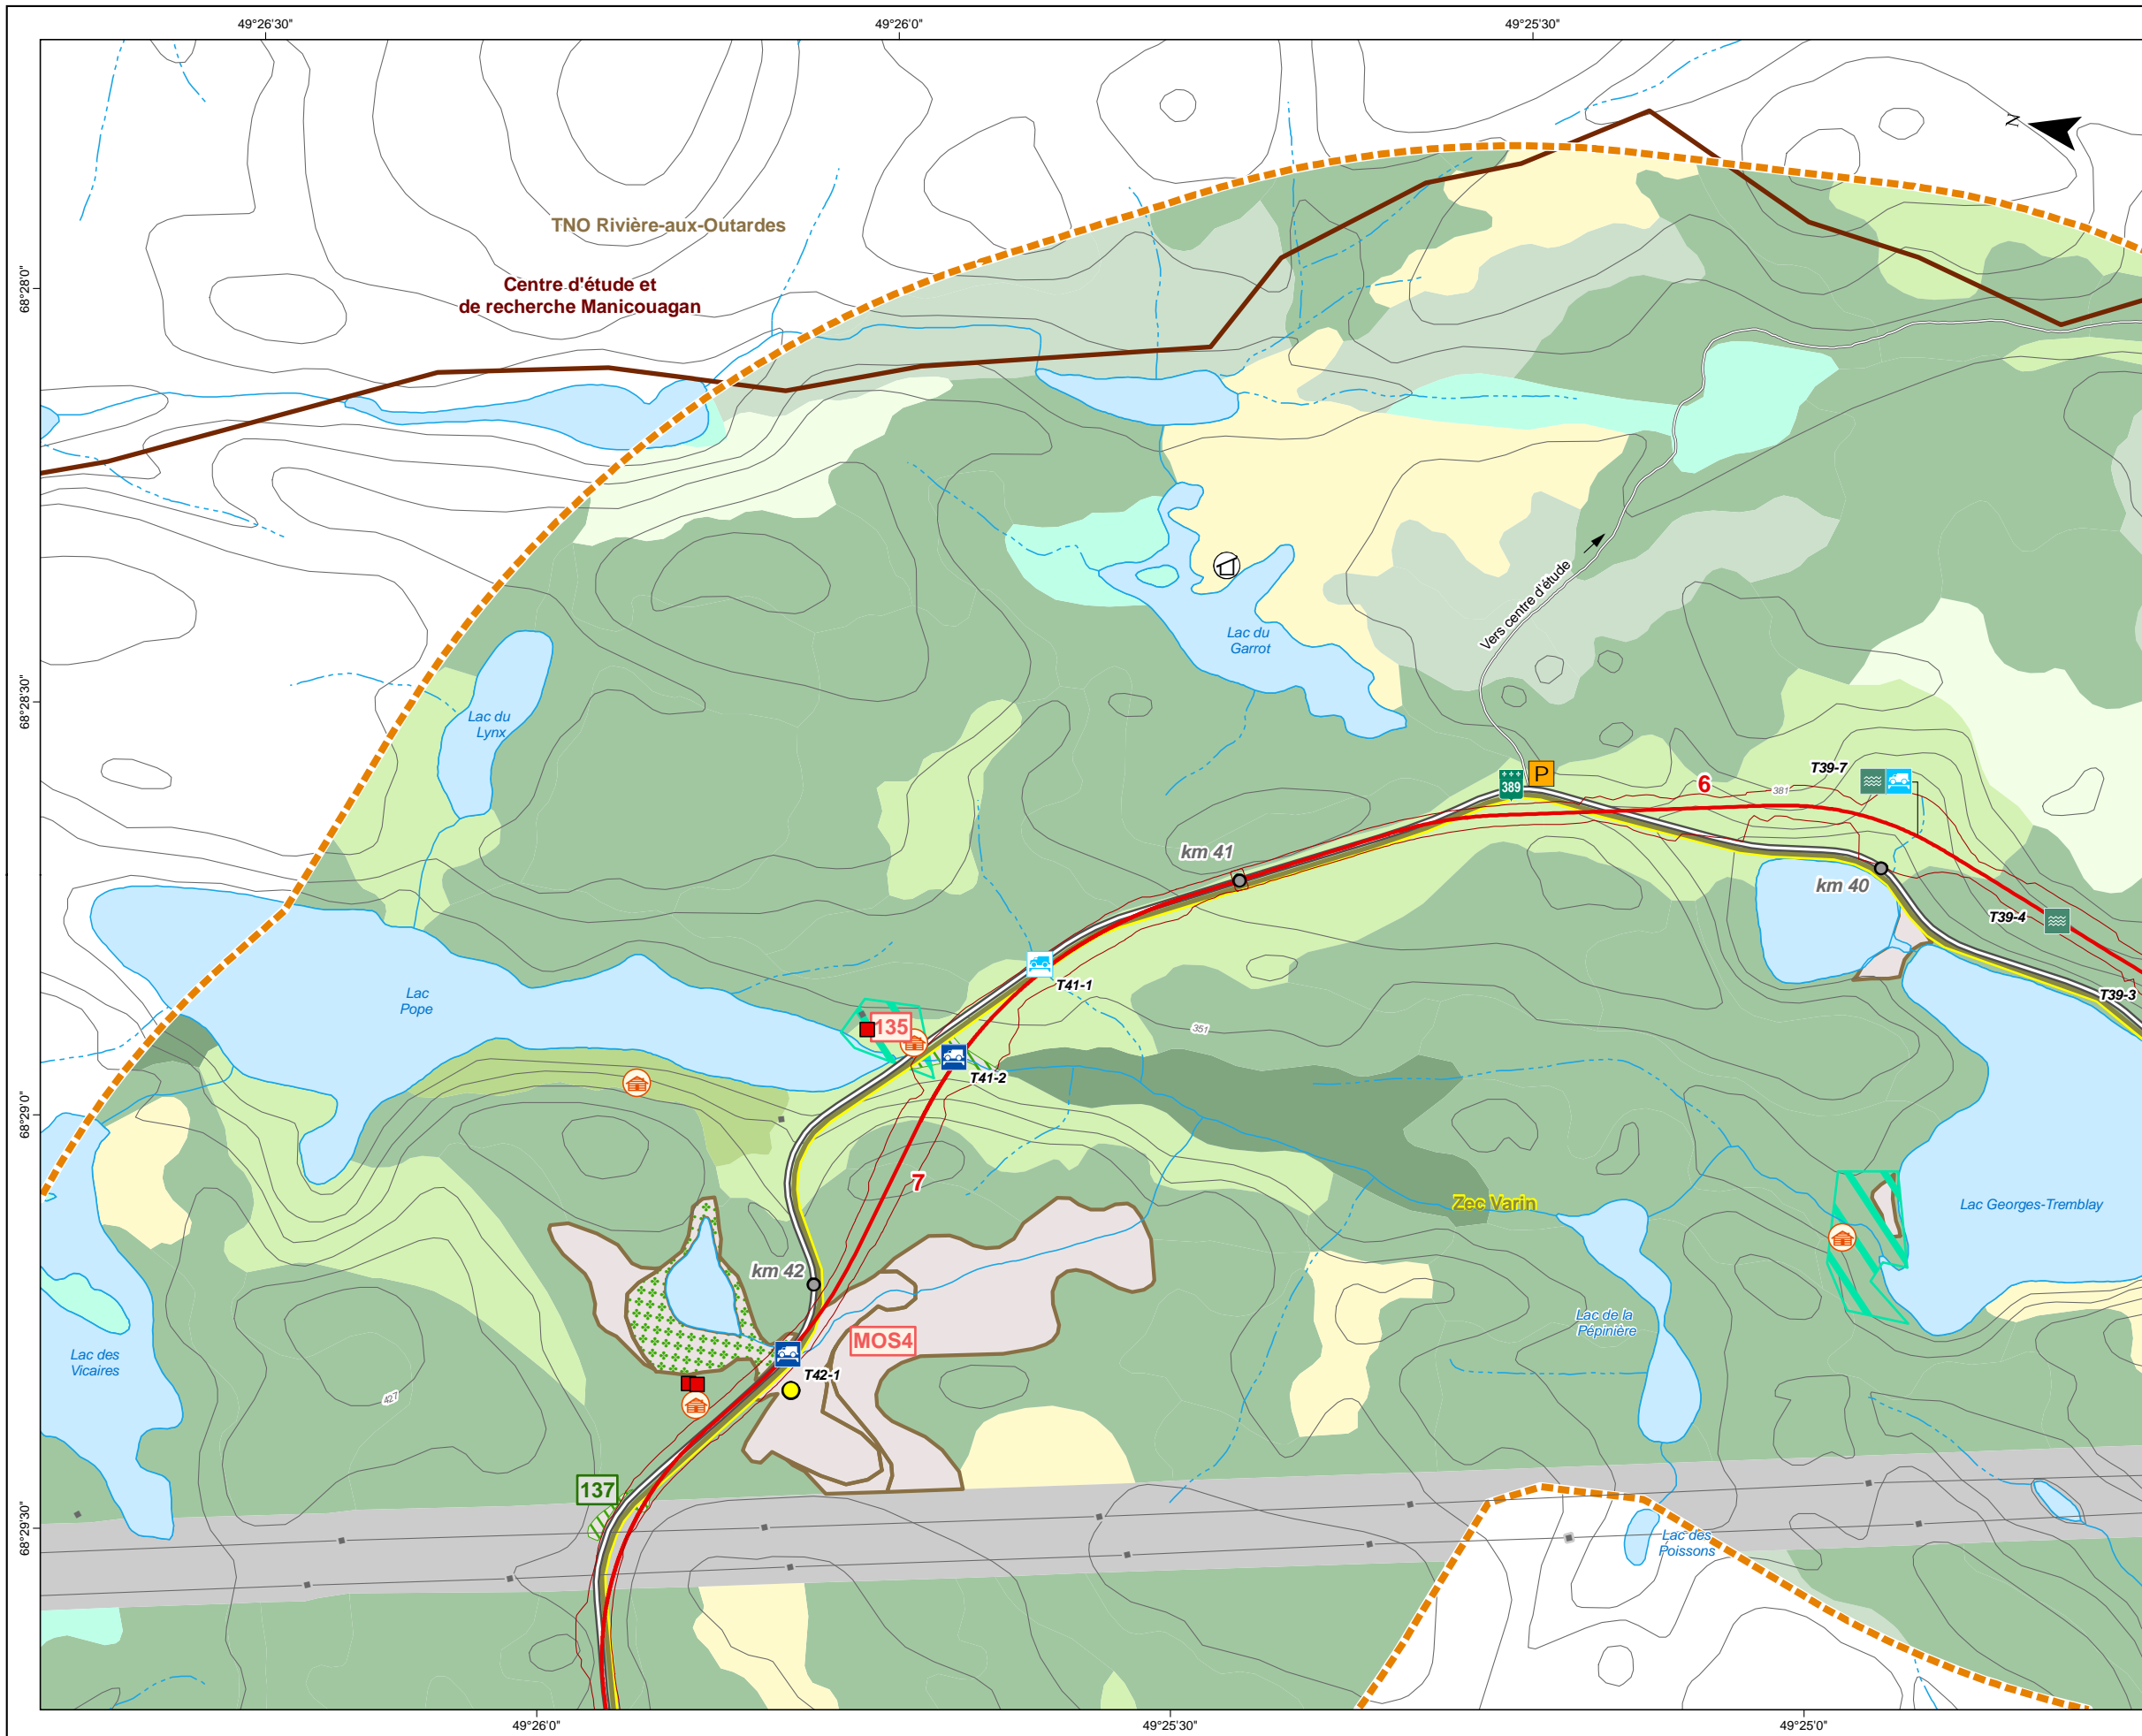 49°26'30"
49°26'0"
49°25'30"
N
TNO Rivière-aux-Outardes
68°28'0"
Centre d'étude et
de recherche Manicouagan
Vers centre d'étude
Lac du
Garrot
68°28'30"
Lac du
Lynx
389
P
6
T39-7
381
km 41
km 40
T39-4
T41-1
T39-3
Lac
Pope
135
351
T41-2
68°29'0"
7
Zec Varin
Lac Georges-Tremblay
km 42
Lac de la
Pépinière
MOS4
Lac des
Vicaires
T42-1
427
137
68°29'30"
Lac des
Poissons
49°26'0"
49°25'30"
49°25'0"